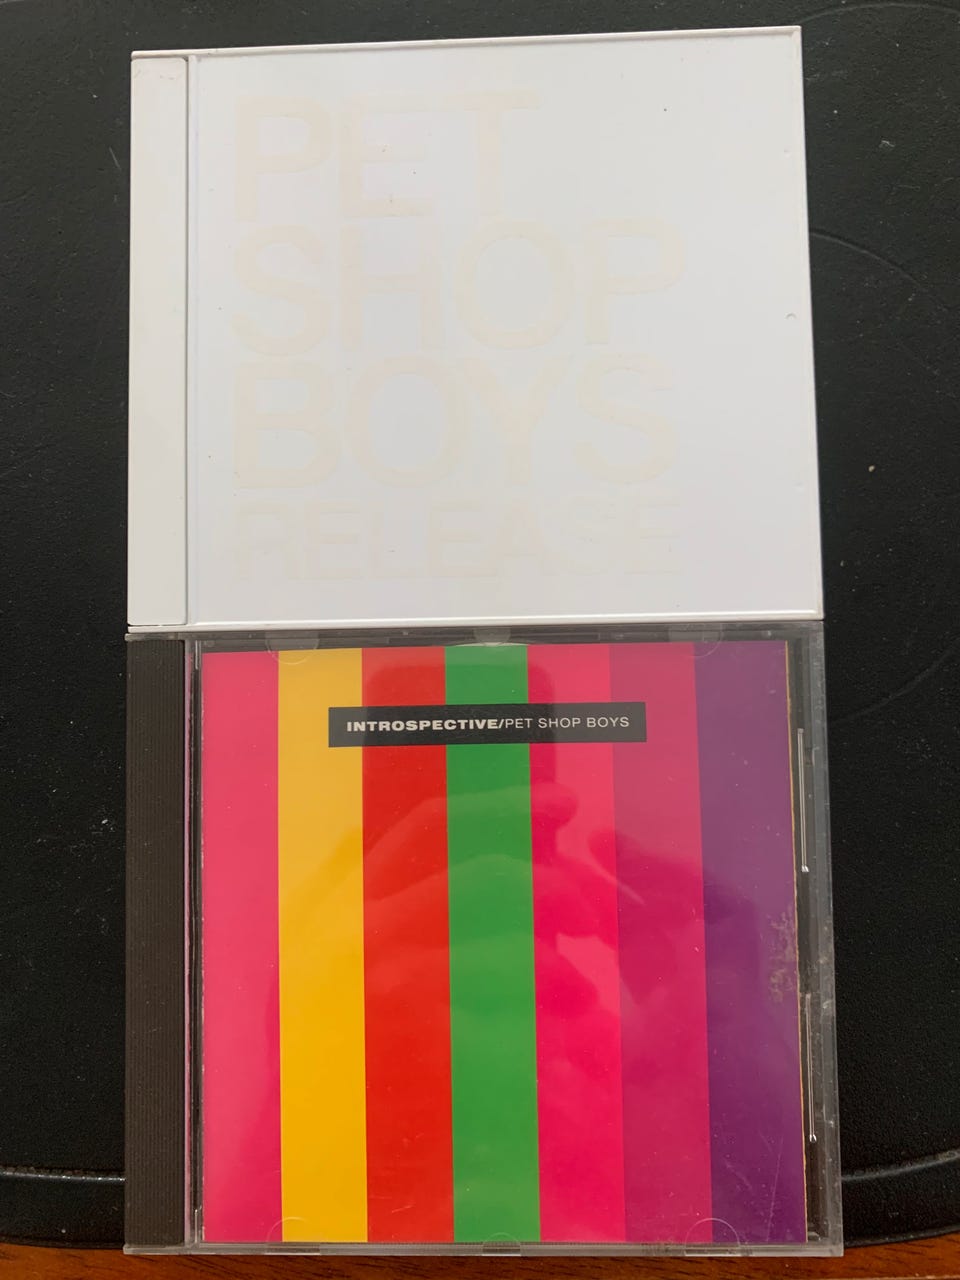 PET
SHOP
BOYS
RELEASE
INTROSPECTIVE/PET SHOP BOYS